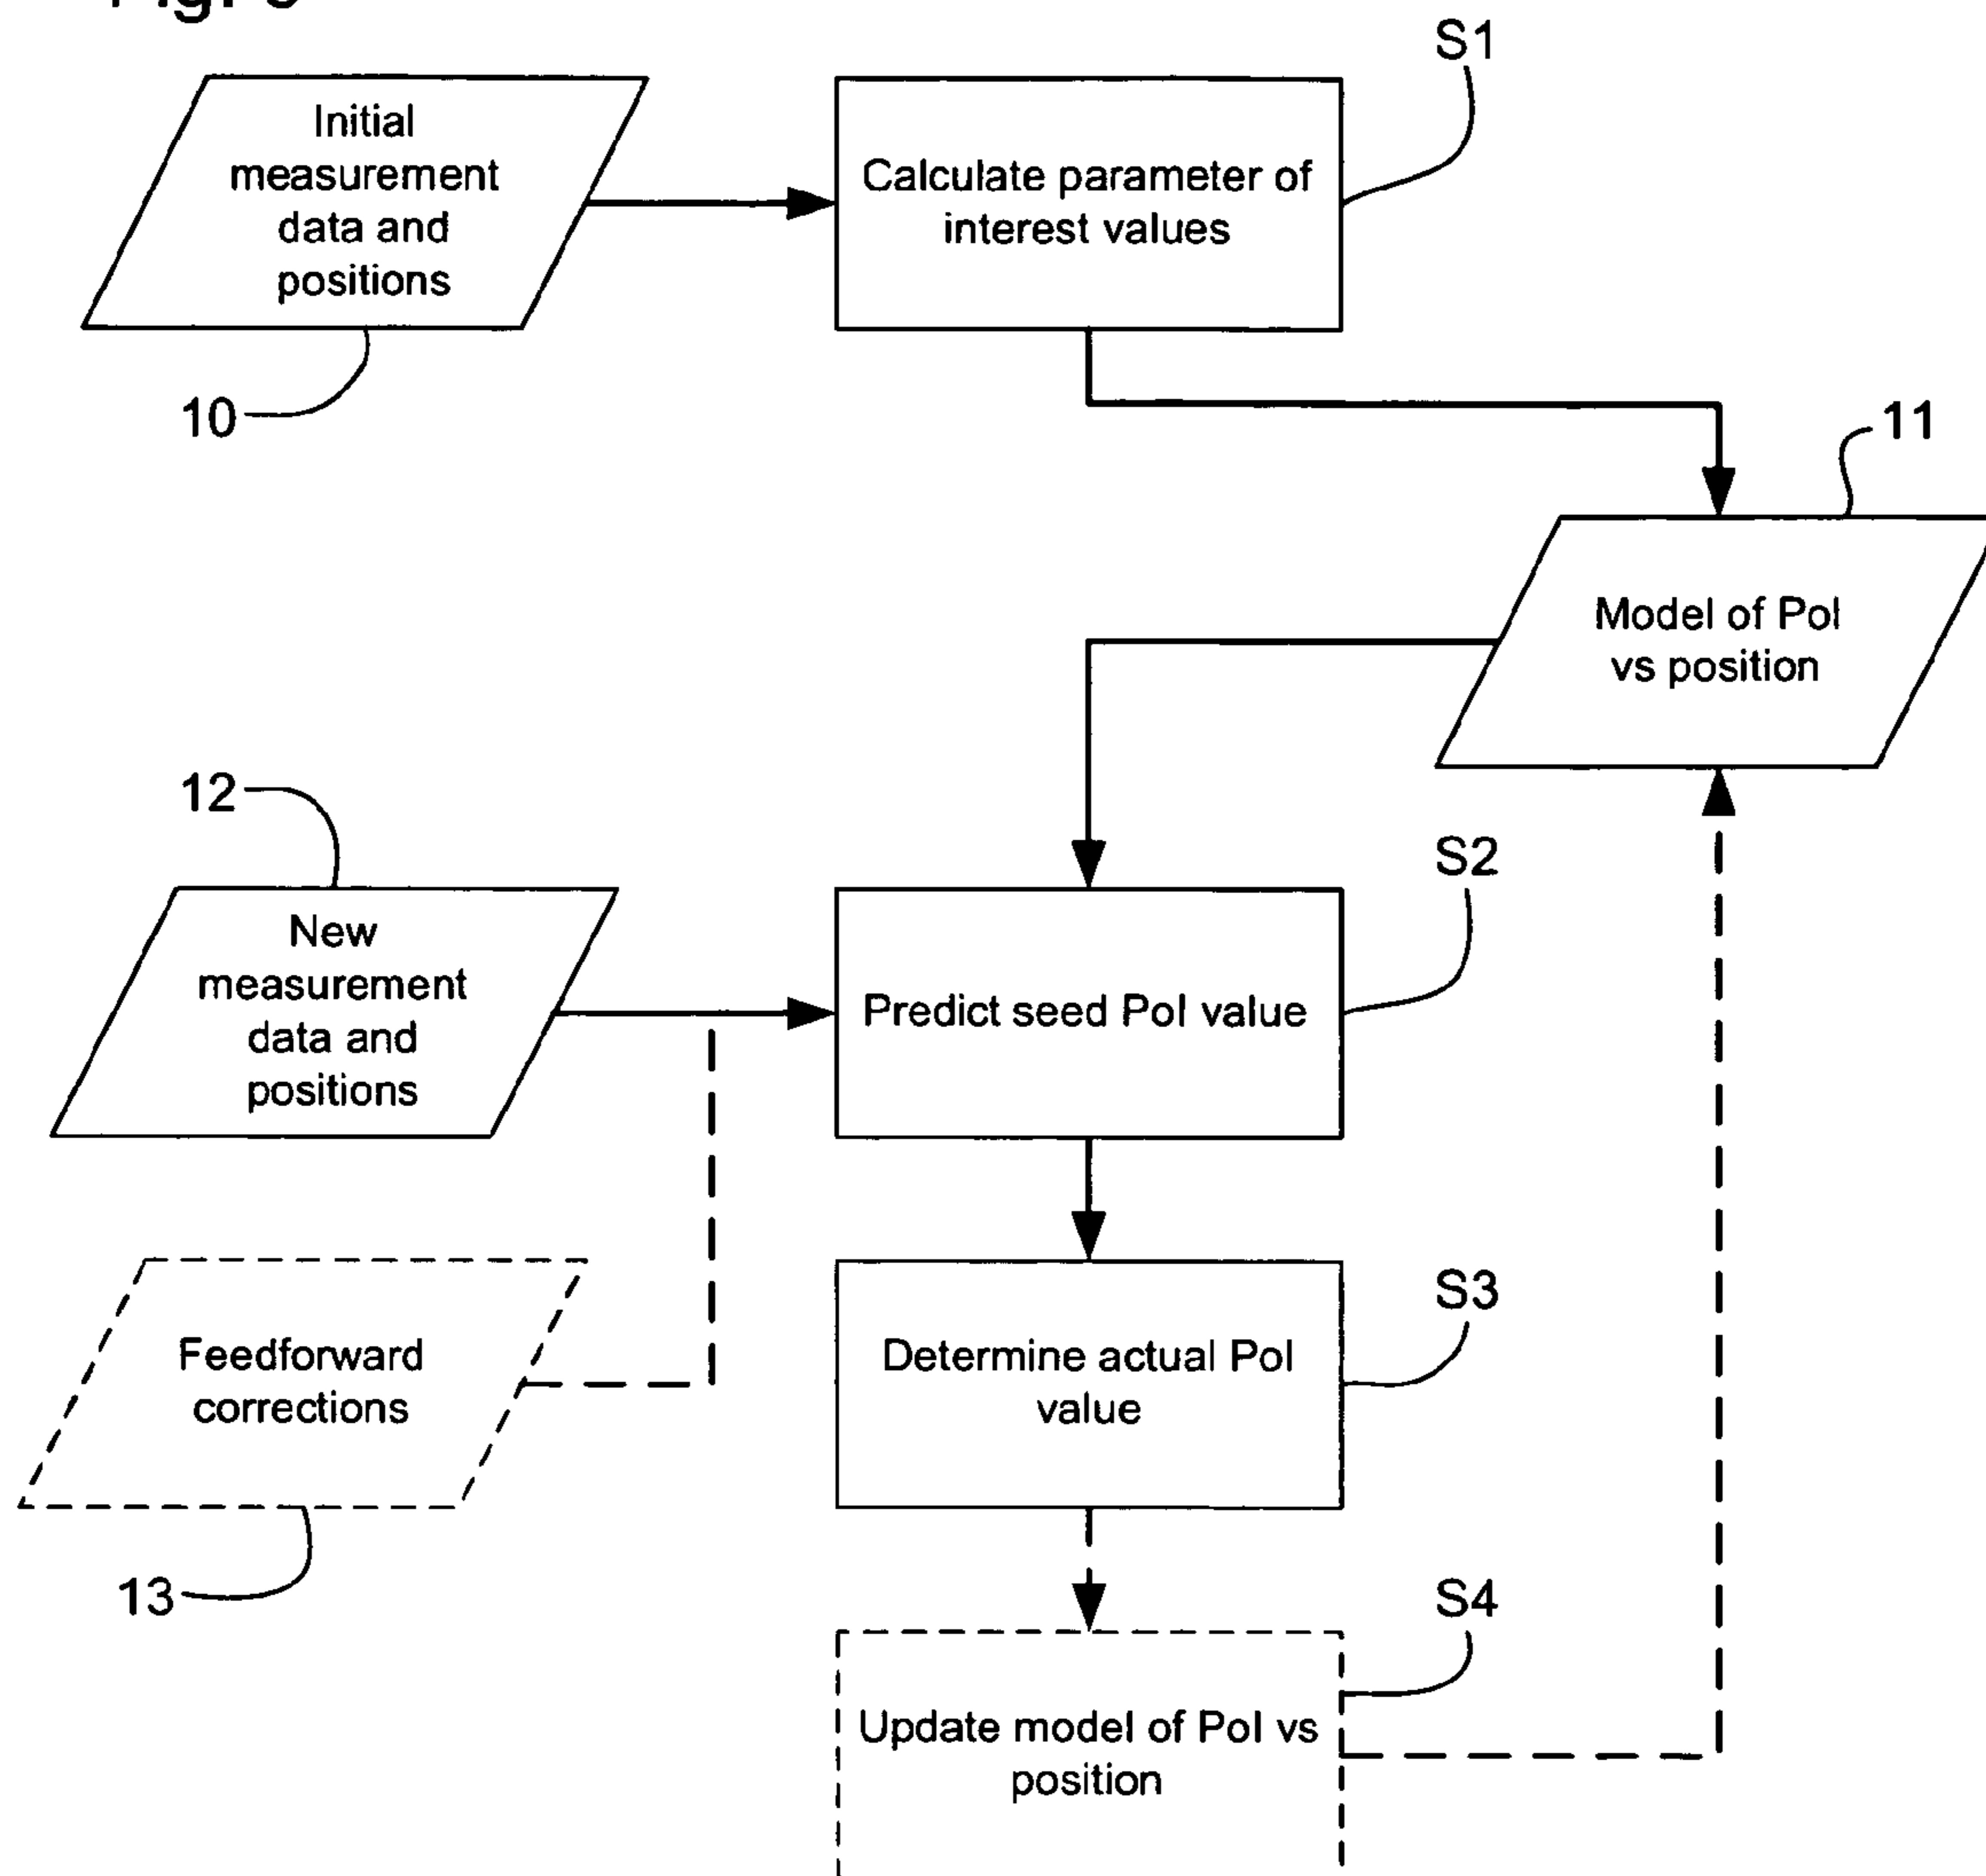 S1
Initial
measurement
data and
positions
Calculate parameter of
interest values
10
11
Model of PoI
vs position
12
S2
New
measurement
data and
positions
Predict seed PoI value
Feedforward
corrections
S3
Determine actual PoI
value
13
S4
Update model of PoI vs
position